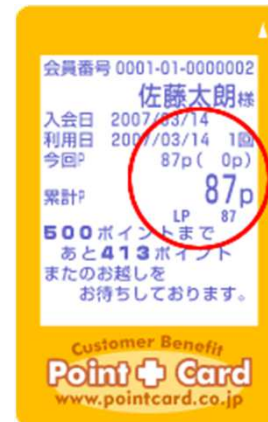 会員番号 0001-01-0000002
佐藤太朗様
入会日 2007/03/14
利用日 2007/03/14 1回
今回P 87p( 0p)
累計P 87p
LP 87
500ポイントまで
あと413ポイント
またのお越しを
お待ちしております。
Customer Benefit
Point Card
www.pointcard.co.jp